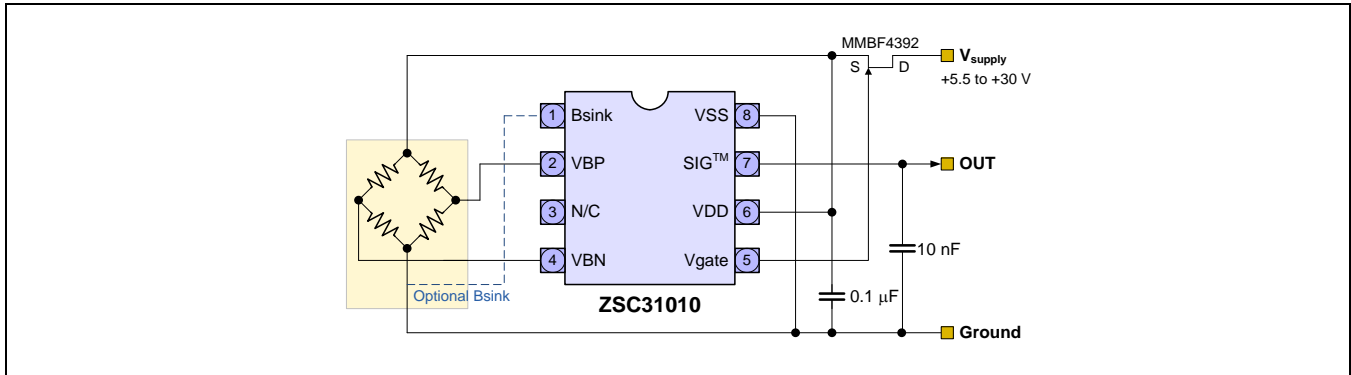 MMBF4392
S D
Vsupply
+5.5 to +30 V
1 Bsink VSS 8
2 VBP SIG™ 7
OUT
3 N/C VDD 6
4 VBN Vgate 5
10 nF
Optional Bsink
0.1 µF
ZSC31010
Ground